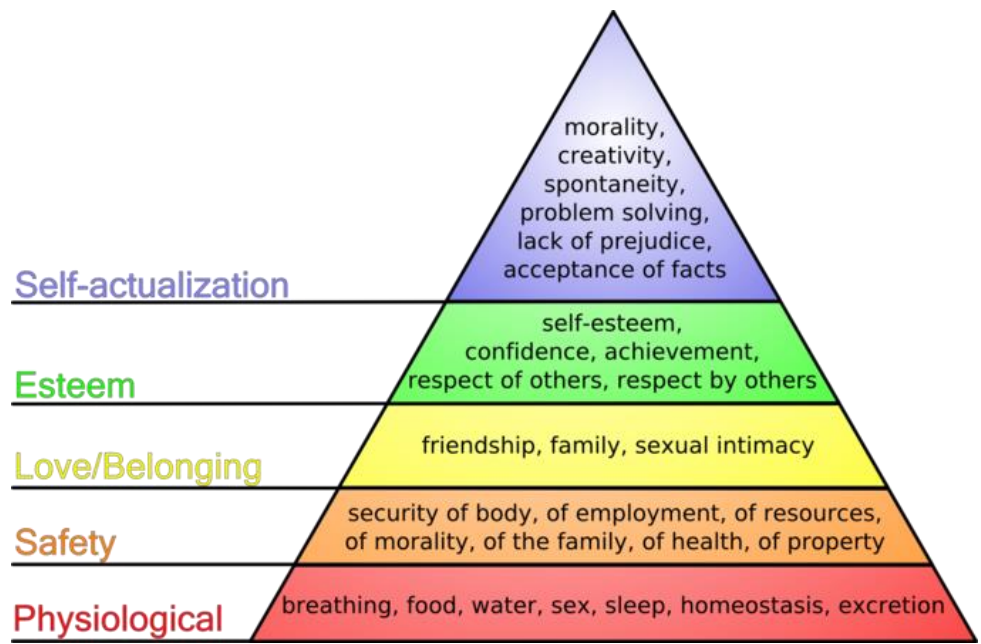 morality,
creativity,
spontaneity,
problem solving,
lack of prejudice,
acceptance of facts
Self-actualization
self-esteem,
confidence, achievement,
respect of others, respect by others
Esteem
friendship, family, sexual intimacy
Love/Belonging
security of body, of employment, of resources,
of morality, of the family, of health, of property
Safety
breathing, food, water, sex, sleep, homeostasis, excretion
Physiological